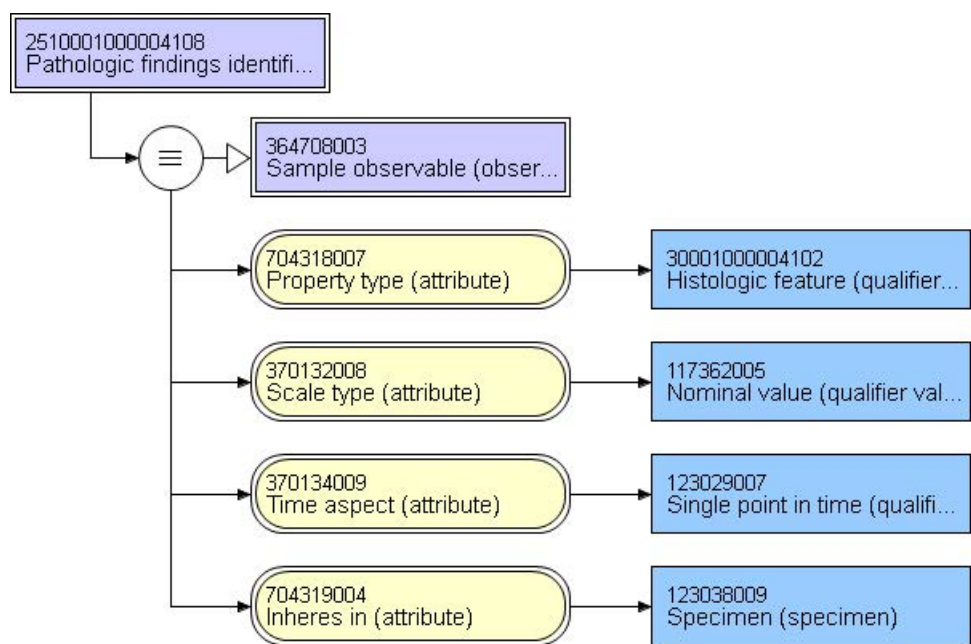 2510001000004108
Pathologic findings identifi...
≡
364708003
Sample observable (obser...
704318007
Property type (attribute)
30001000004102
Histologic feature (qualifier...
370132008
Scale type (attribute)
117362005
Nominal value (qualifier val...
370134009
Time aspect (attribute)
123029007
Single point in time (qualifi...
704319004
Inheres in (attribute)
123038009
Specimen (specimen)